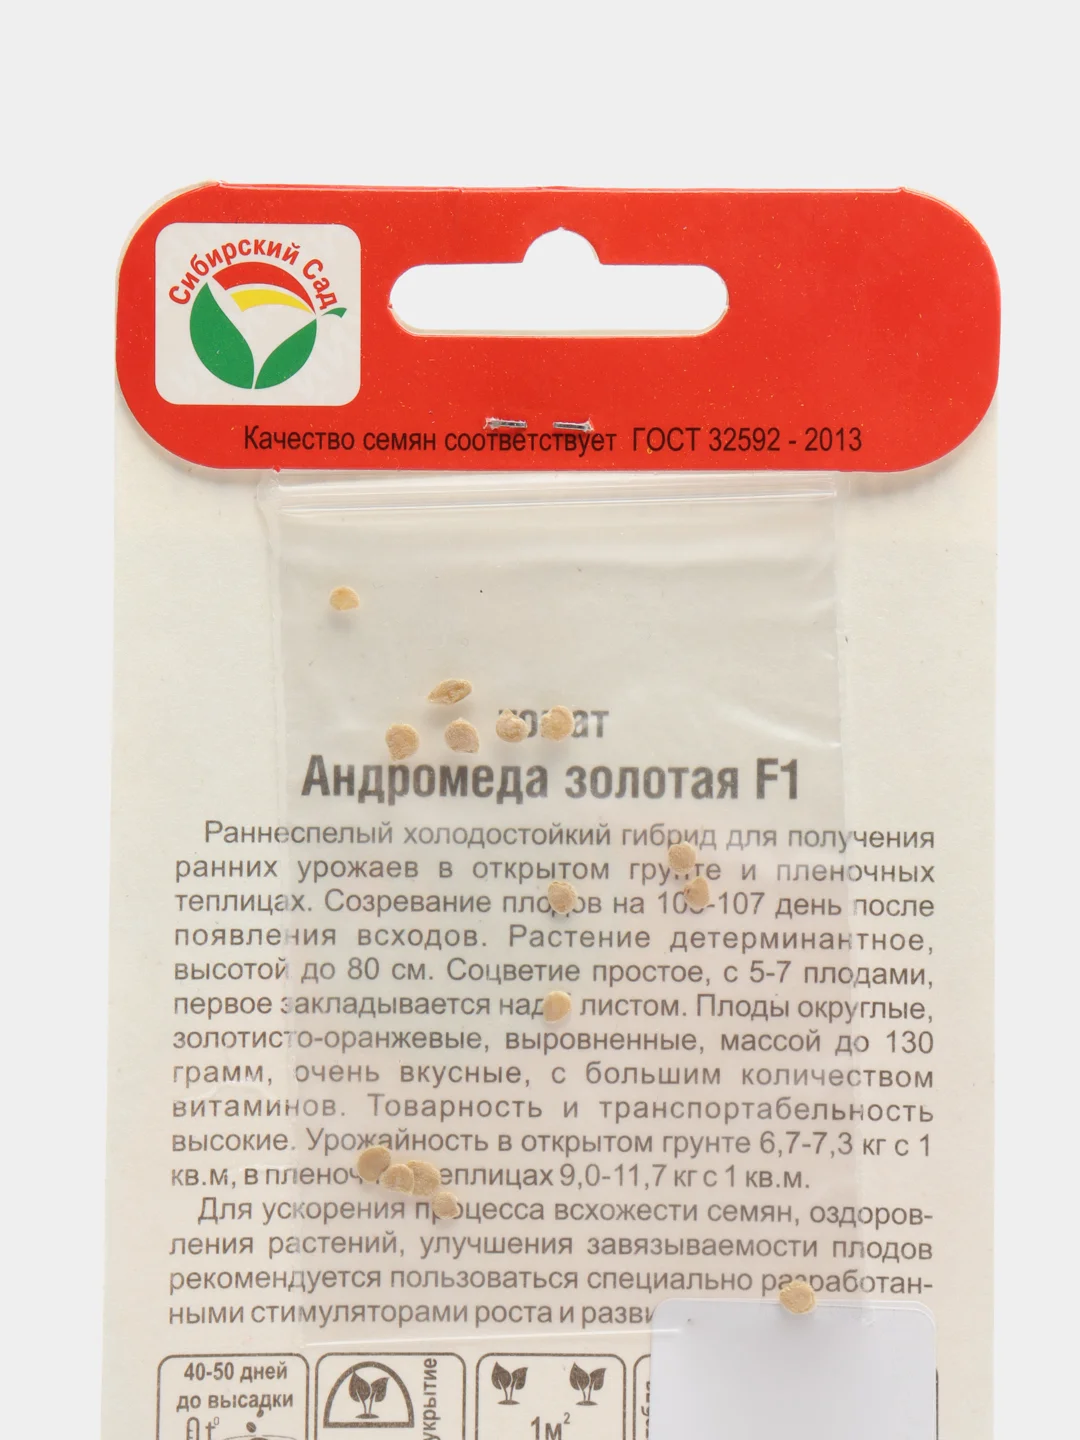 Сибирский Сад
Качество семян соответствует ГОСТ 32592 - 2013
томат
Андромеда золотая F1
Раннеспелый холодостойкий гибрид для получения
ранних урожаев в открытом грунте и пленочных
теплицах. Созревание плодов на -107 день после
появления всходов. Растение детерминантное,
высотой до 80 см. Соцветие простое, с 5-7 плодами,
первое закладывается над листом. Плоды округлые,
золотисто-оранжевые, выровненные, массой до 130
грамм, очень вкусные, с большим количеством
витаминов. Товарность и транспортабельность
высокие. Урожайность в открытом грунте 6,7-7,3 кг с 1
кв.м, в пленочных теплицах 9,0-11,7 кг с 1 кв.м.
Для ускорения процесса всхожести семян, оздоров-
ления растений, улучшения завязываемости плодов
рекомендуется пользоваться специально разработан-
ными стимуляторами роста и разви
40-50 дней
до высадки
t⁰
укрытие
1м²